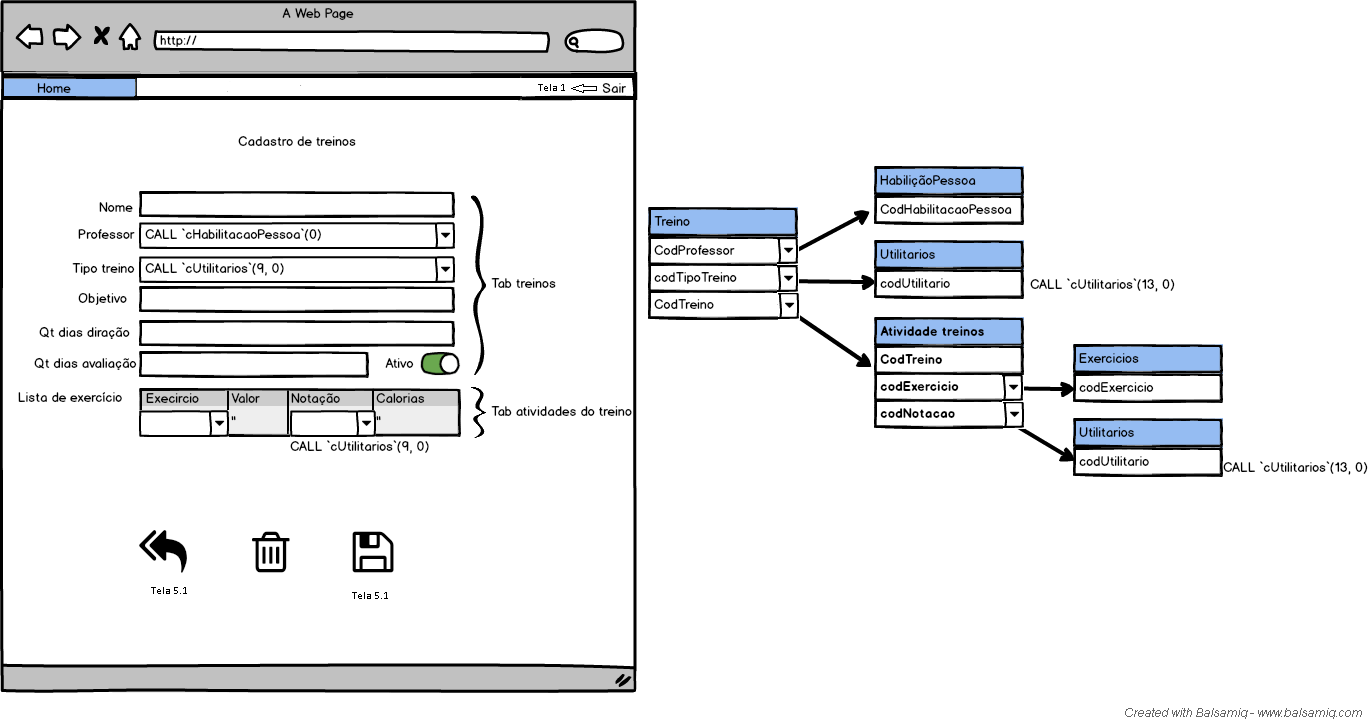 A Web Page
http://
Home
Tela 1
Sair
Cadastro de treinos
Nome
Professor
CALL `cHabilitacaoPessoa`(0)
Tipo treino
CALL `cUtilitarios`(9, 0)
Objetivo
Qt dias diração
Qt dias avaliação
Ativo
Tab treinos
Lista de exercício
Execircio
Valor
Notação
Calorias
"
"
Tab atividades do treino
CALL `cUtilitarios`(9, 0)
Tela 5.1
Tela 5.1
Treino
CodProfessor
codTipoTreino
CodTreino
HabiliçãoPessoa
CodHabilitacaoPessoa
Utilitarios
codUtilitario
CALL `cUtilitarios`(13, 0)
Atividade treinos
CodTreino
codExercicio
codNotacao
Exercicios
codExercicio
Utilitarios
codUtilitario
CALL `cUtilitarios`(13, 0)
Created with Balsamiq - www.balsamiq.com